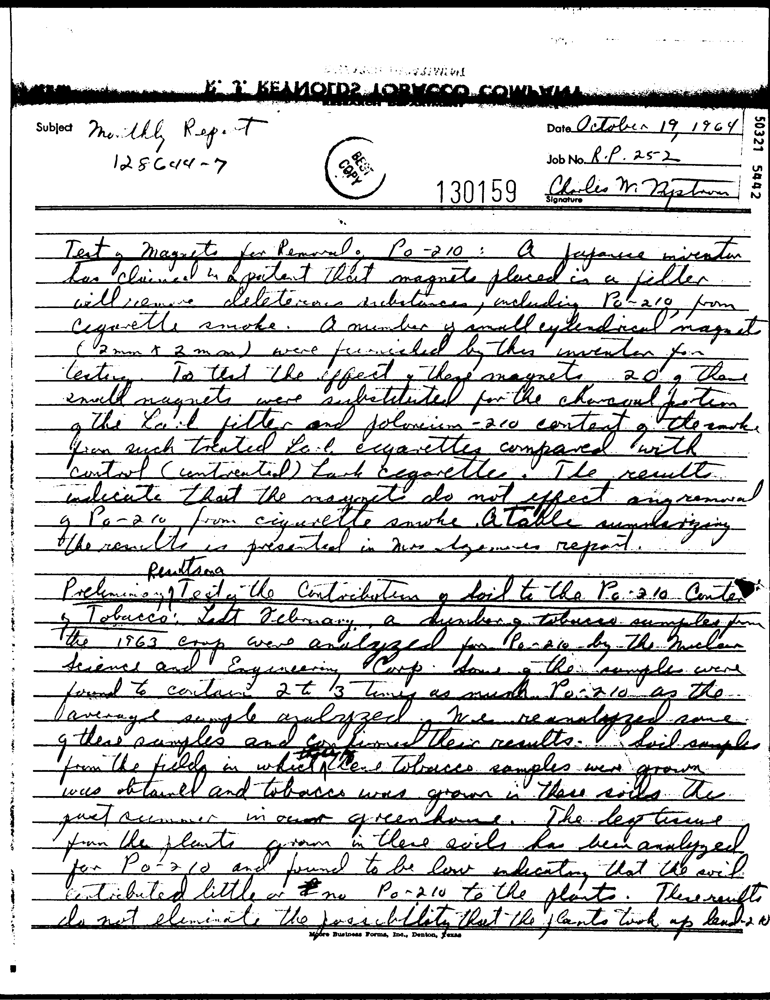 R. J. REYNOLDS TOBACCO COMPANY
Subject Monthly Report
Date October 19, 1964
128644-7
BEST COPY
Job No. R.P. 252
130159
Charles W. Nystrom
Signature
50321 5442
Test of Magnets for Removal of Po-210: A Japanese inventor
has claimed in a patent that magnets placed in a filter
will remove deleterious substances, including Po-210, from
cigarette smoke. A number of small cylindrical magnets
(2mm x 2mm) were furnished by this inventor for
testing. To test the effect of these magnets 20 of these
small magnets were substituted for the charcoal portion
of the Lark filter and polonium-210 content of the smoke
from such treated Lark cigarettes compared with
control (untreated) Lark cigarettes. The results
indicate that the magnets do not effect any removal
of Po-210 from cigarette smoke. A table summarizing
the results is presented in Mrs. report.
Results on a
Preliminary Test of the Contribution of Soil to the Po-210 Content
of Tobacco: Last February, a number of tobacco samples from
the 1963 crop were analyzed for Po-210 by the Nuclear
Science and Engineering Corp. Some of the samples were
found to contain 2 to 3 times as much Po-210 as the
average sample analyzed. We reanalyzed some
of these samples and confirmed their results. Soil samples
from the fields in which these tobacco samples were grown
was obtained and tobacco was grown in these soils the
past summer in our greenhouse. The leaf tissue
from the plants grown in these soils has been analyzed
for Po-210 and found to be low indicating that the soil
contributed little or no Po-210 to the plants. These results
do not eliminate the possibility that the plants took up lead-210
Moore Business Forms, Inc., Denton, Texas